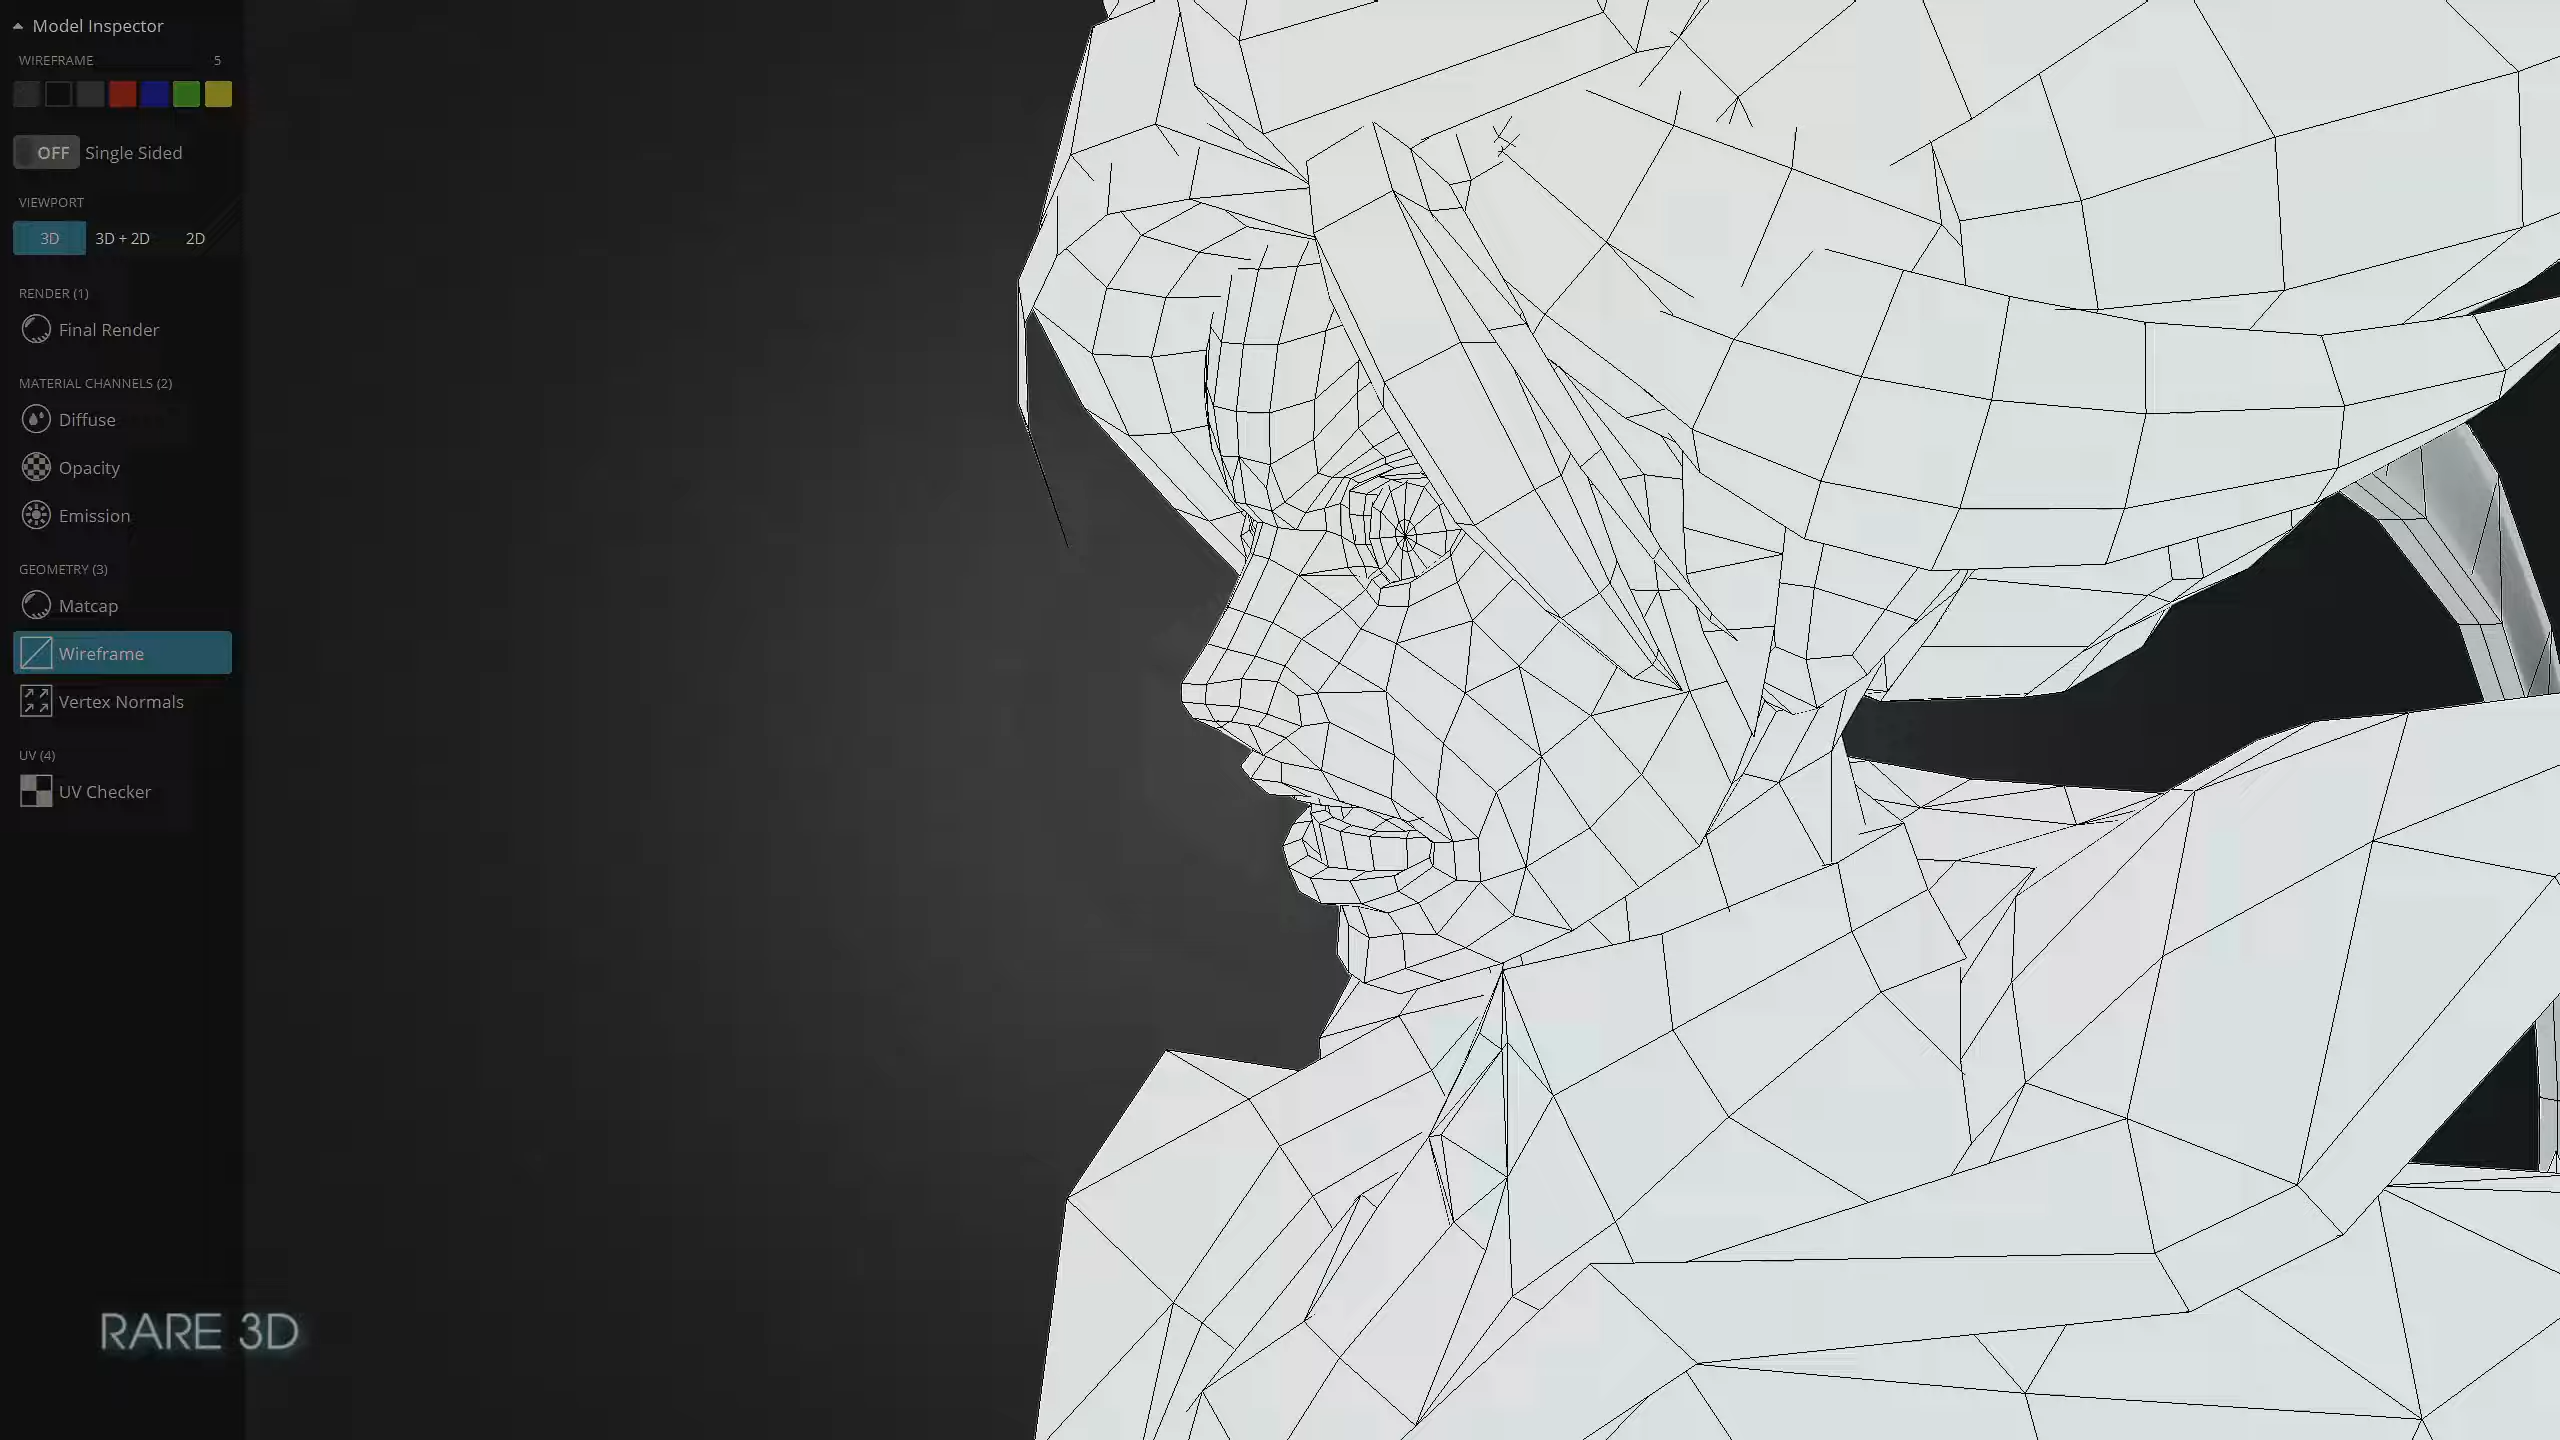 Model Inspector
WIREFRAME 5
OFF Single Sided
VIEWPORT
3D 3D + 2D 2D
RENDER (1)
Final Render
MATERIAL CHANNELS (2)
Diffuse
Opacity
Emission
GEOMETRY (3)
Matcap
Wireframe
Vertex Normals
UV (4)
UV Checker
RARE 3D